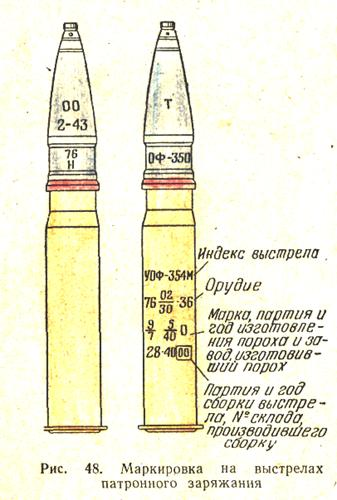 ОО
2-43
76
Н
Т
ОФ-350
УОФ-354М
76 02/30 · 36
9/7 5/40 О
28·40 00
Индекс выстрела
Орудие
Марка, партия и
год изготовле-
ния пороха и за-
вод, изготовив-
ший порох
Партия и год
сборки выстре-
ла, № склада,
производившего
сборку
Рис. 48. Маркировка на выстрелах
патронного заряжания